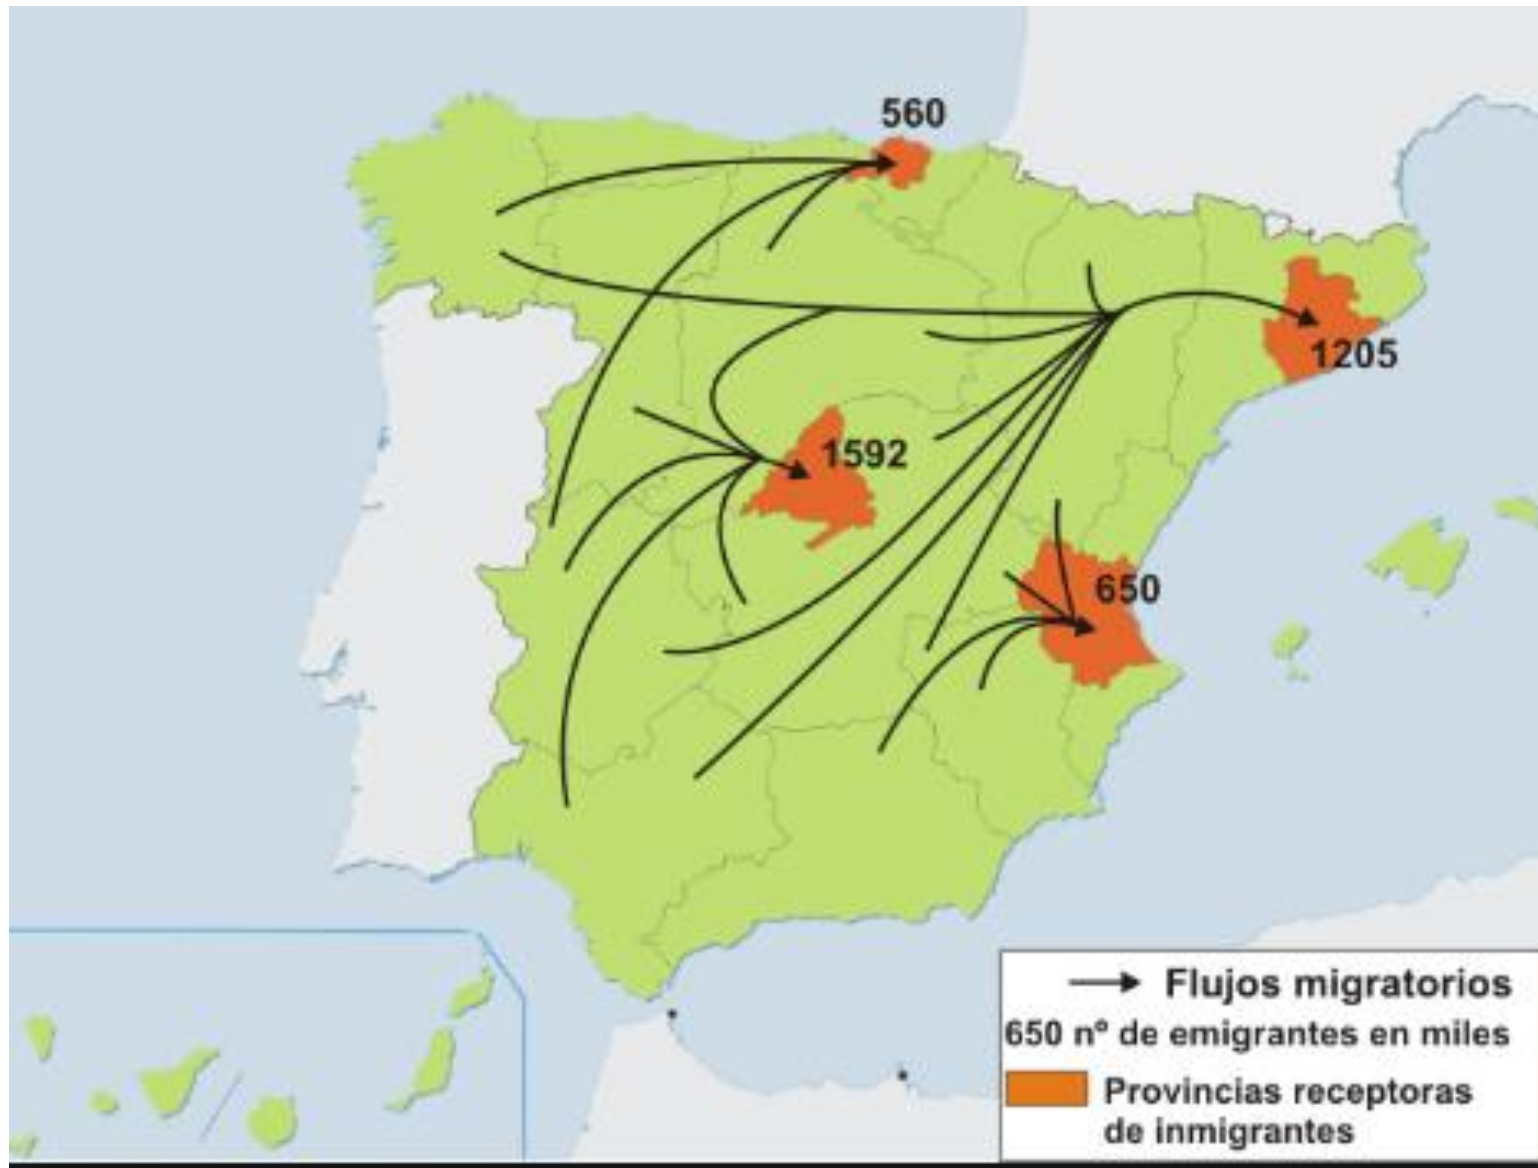 560
1205
1592
650
Flujos migratorios
650 nº de emigrantes en miles
Provincias receptoras
de inmigrantes